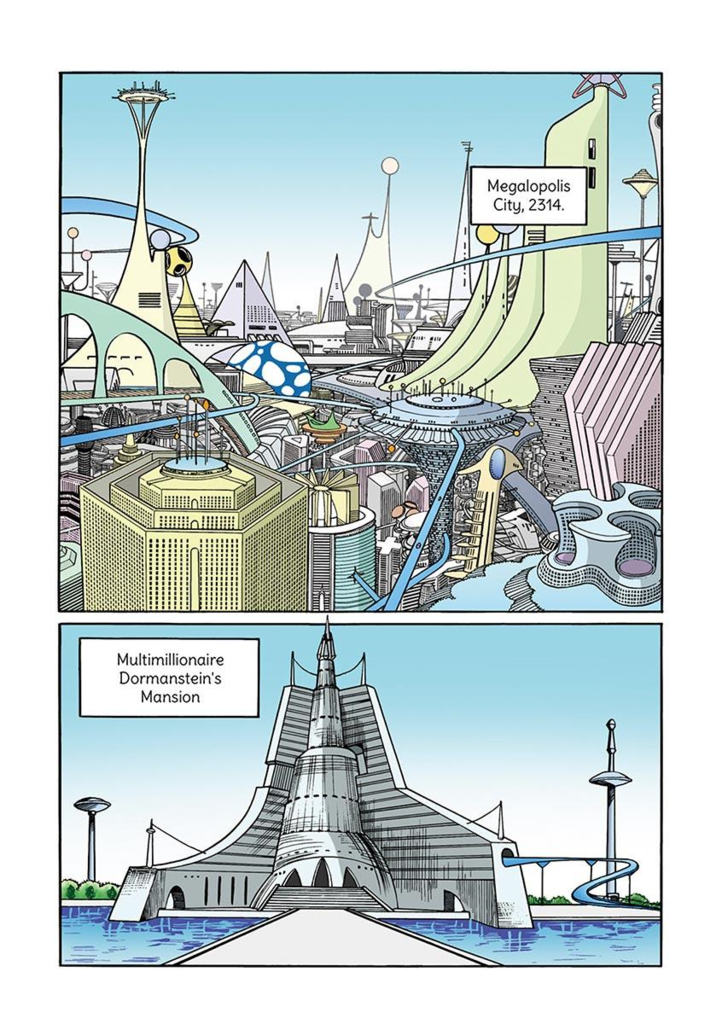 Megalopolis
City, 2314.
Multimillionaire
Dormanstein's
Mansion